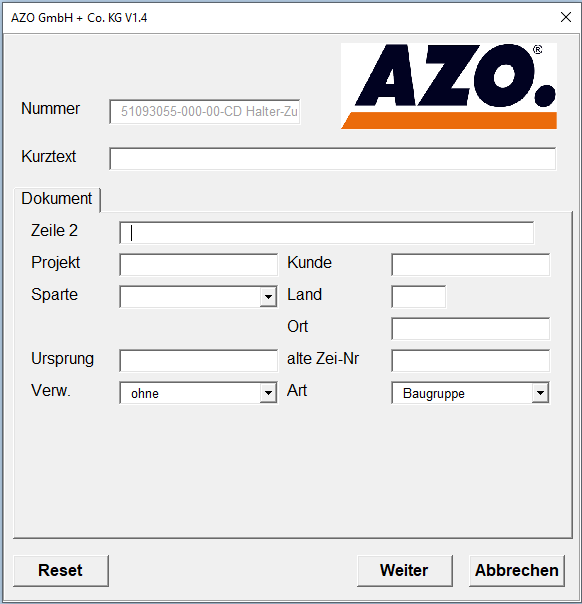 AZO GmbH + Co. KG V1.4
AZO.®
Nummer 51093055-000-00-CD Halter-Zu
Kurztext
Dokument
Zeile 2
Projekt Kunde
Sparte Land
Ort
Ursprung alte Zei-Nr
Verw. ohne Art Baugruppe
Reset Weiter Abbrechen